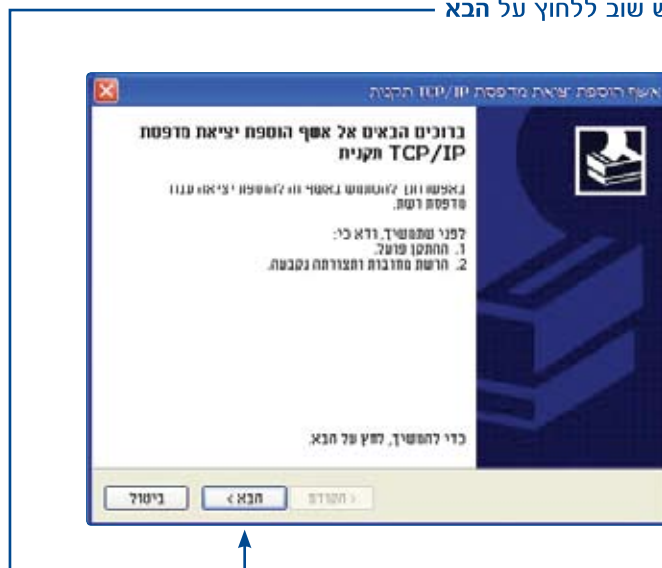 שוב ללחוץ על הבא
אשף הוספת יציאת מדפסת TCP/IP תקנית
ברוכים הבאים אל אשף הוספת יציאת מדפסת
TCP/IP תקנית
באפשרותך להשתמש באשף זה להוספת יציאה עבור
מדפסת רשת.
לפני שתמשיך, ודא כי:
1. ההתקן פועל.
2. הרשת מחוברת ותצורתה נקבעה.
כדי להמשיך, לחץ על הבא.
< הקודם
הבא >
ביטול